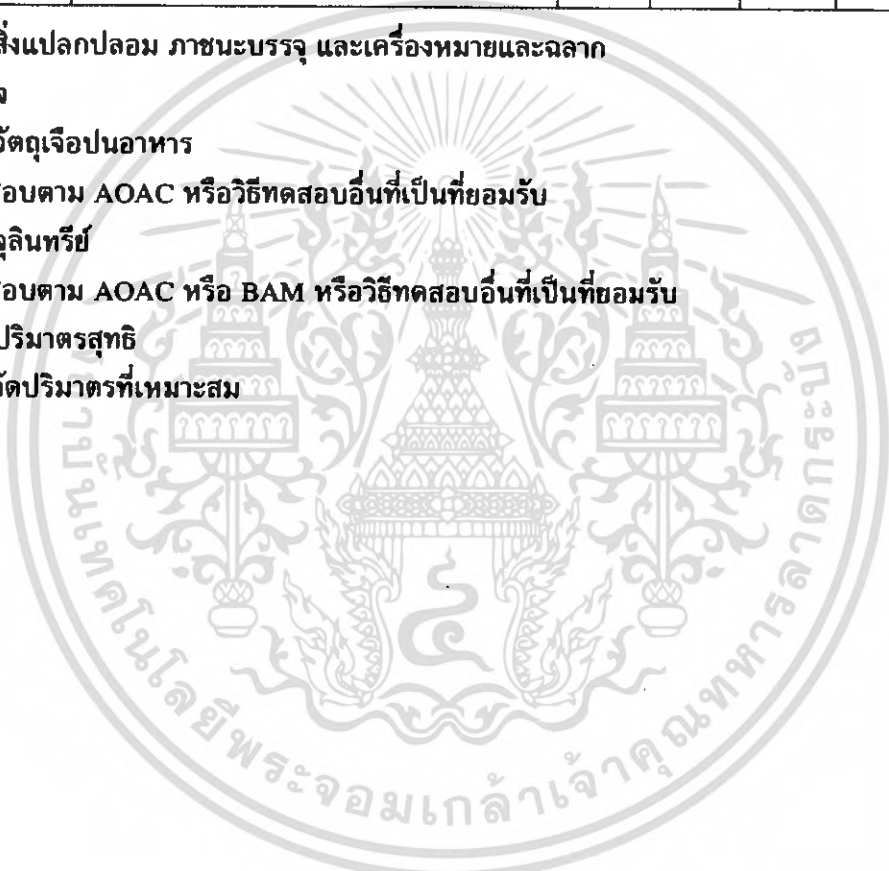 สิ่งแปลกปลอม ภาชนะบรรจุ และเครื่องหมายและฉลาก
วัตถุเจือปนอาหาร
อบตาม AOAC หรือวิธีทดสอบอื่นที่เป็นที่ยอมรับ
จุลินทรีย์
อบตาม AOAC หรือ BAM หรือวิธีทดสอบอื่นที่เป็นที่ยอมรับ
ปริมาตรสุทธิ
วัดปริมาตรที่เหมาะสม
สถาบันเทคโนโลยีพระจอมเกล้าเจ้าคุณทหารลาดกระบัง
๔